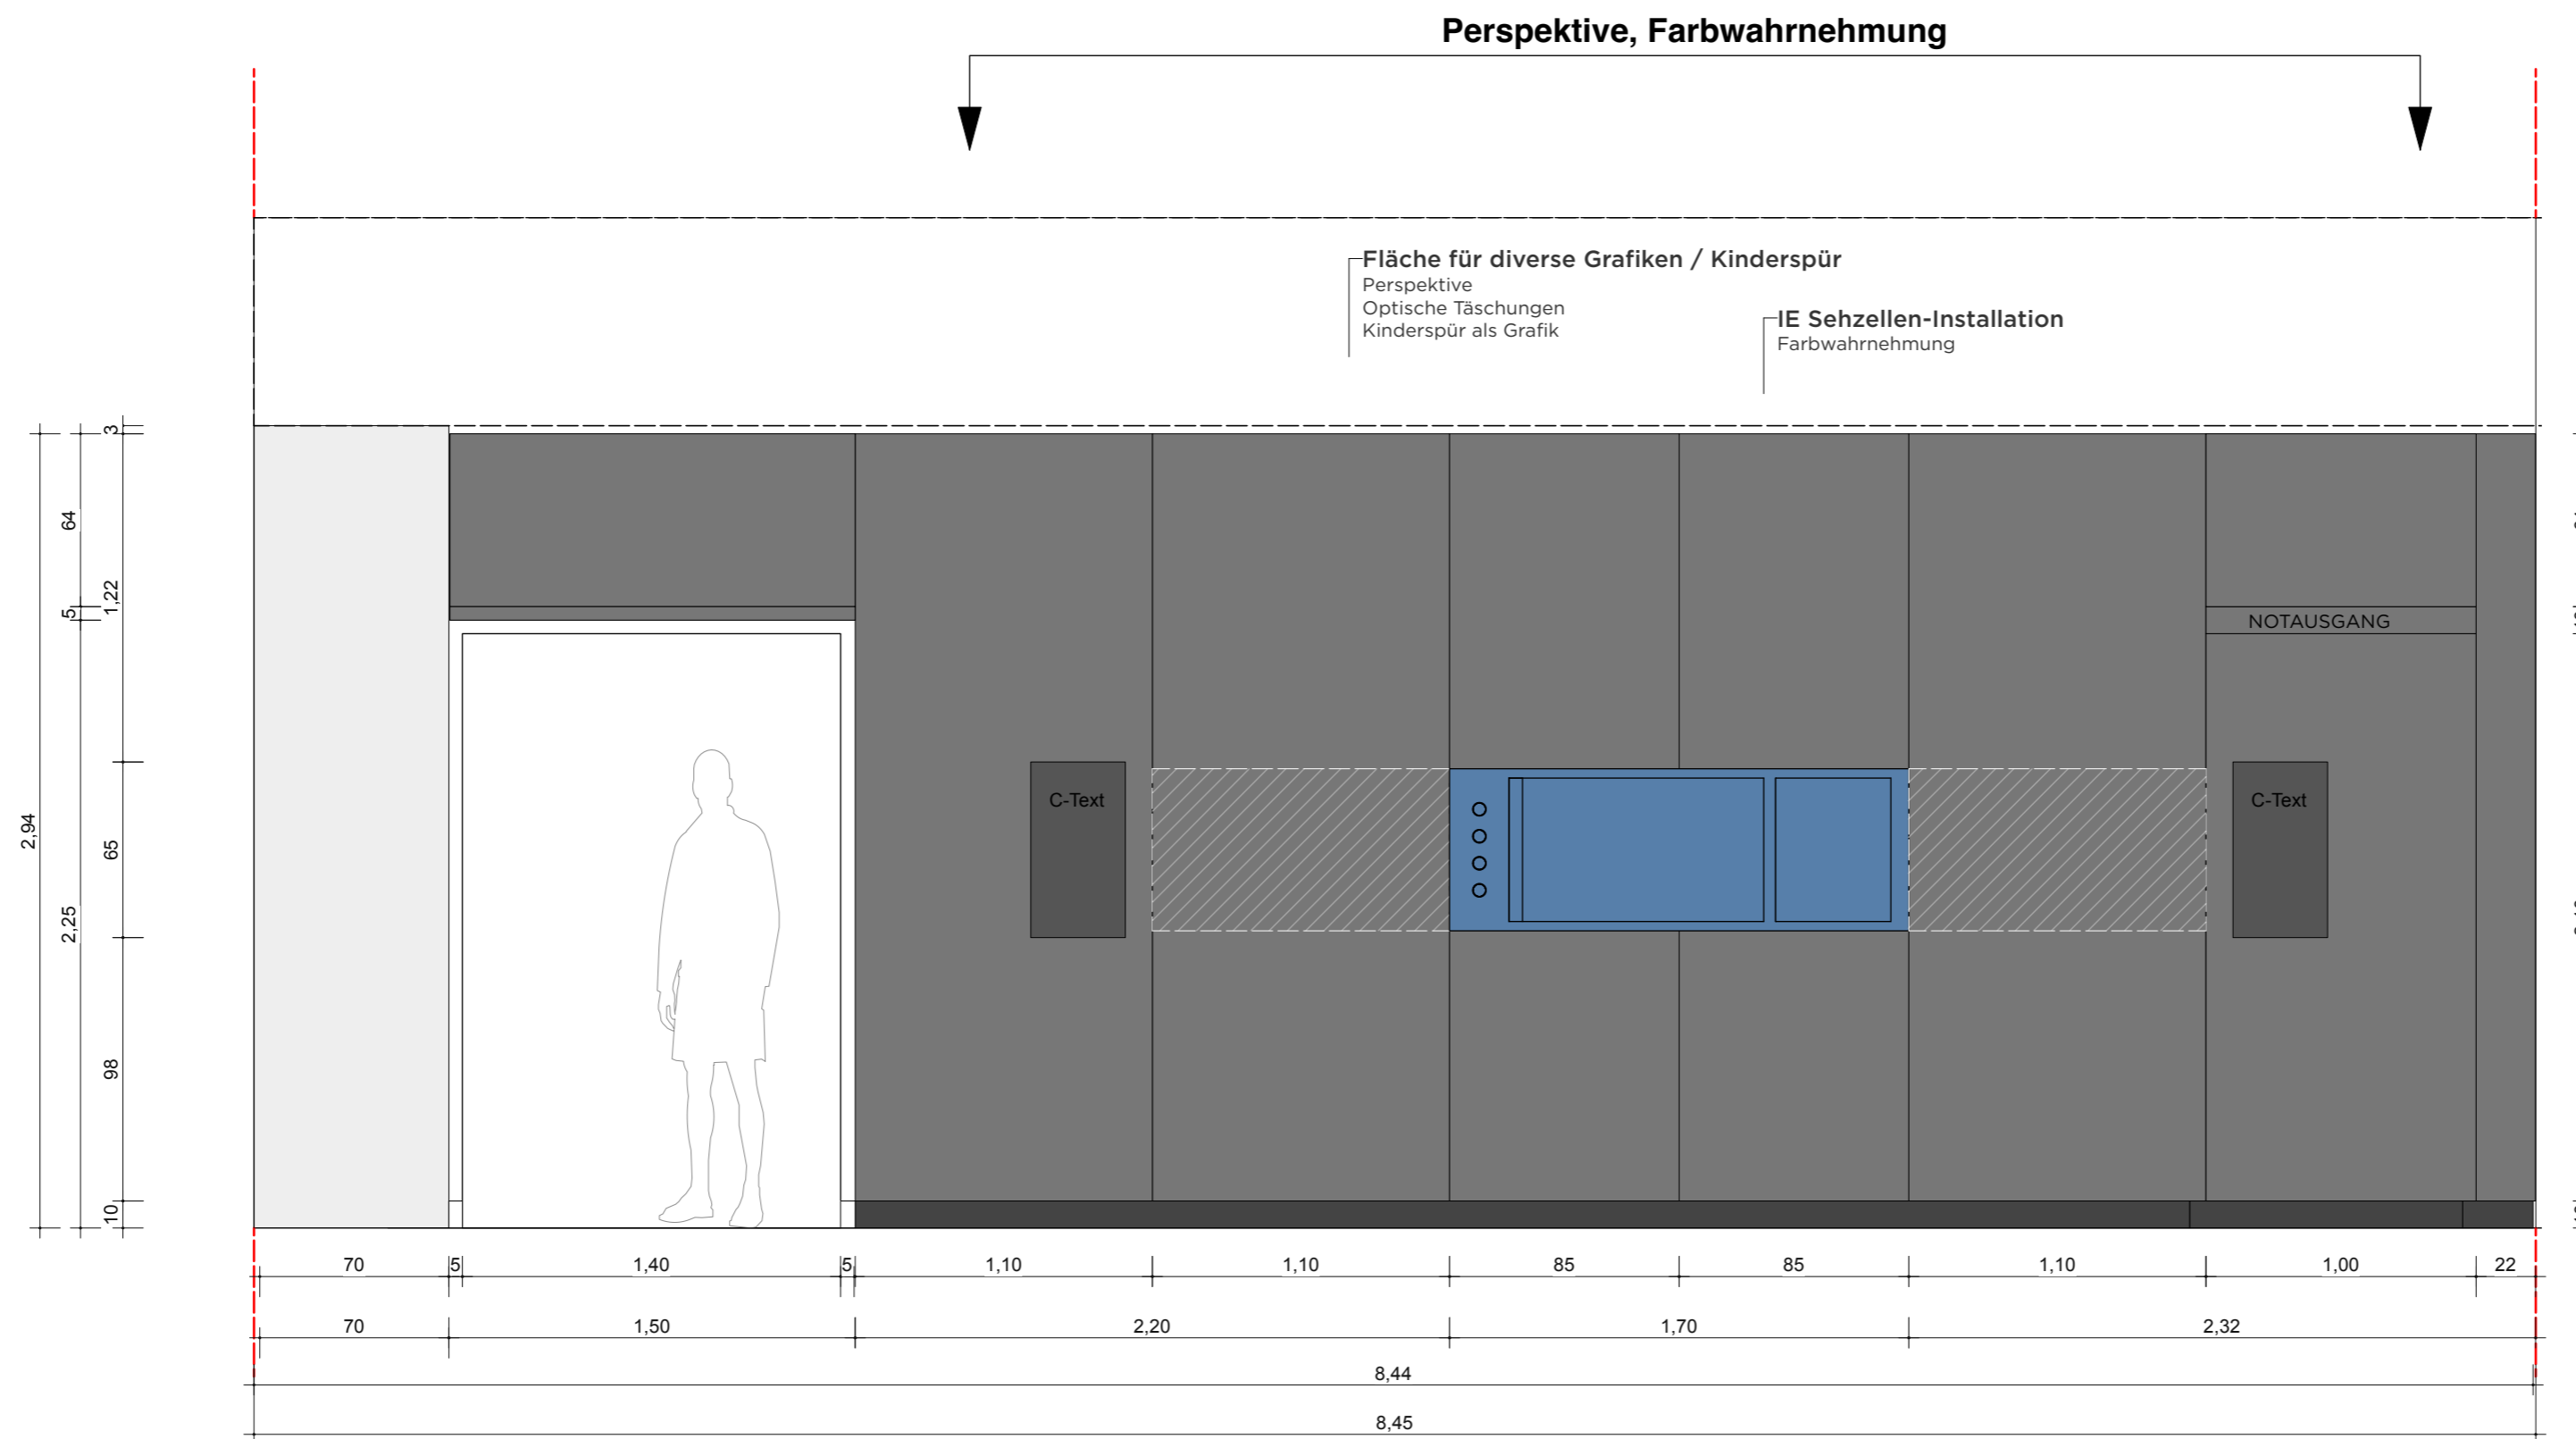 Perspektive, Farbwahrnehmung
Fläche für diverse Grafiken / Kinderspür
Perspektive
Optische Täschungen
Kinderspür als Grafik
IE Sehzellen-Installation
Farbwahrnehmung
3
64
1,22
5
NOTAUSGANG
C-Text
C-Text
2,94
65
2,25
98
10
70
5
1,40
5
1,10
1,10
85
85
1,10
1,00
22
70
1,50
2,20
1,70
2,32
8,44
8,45